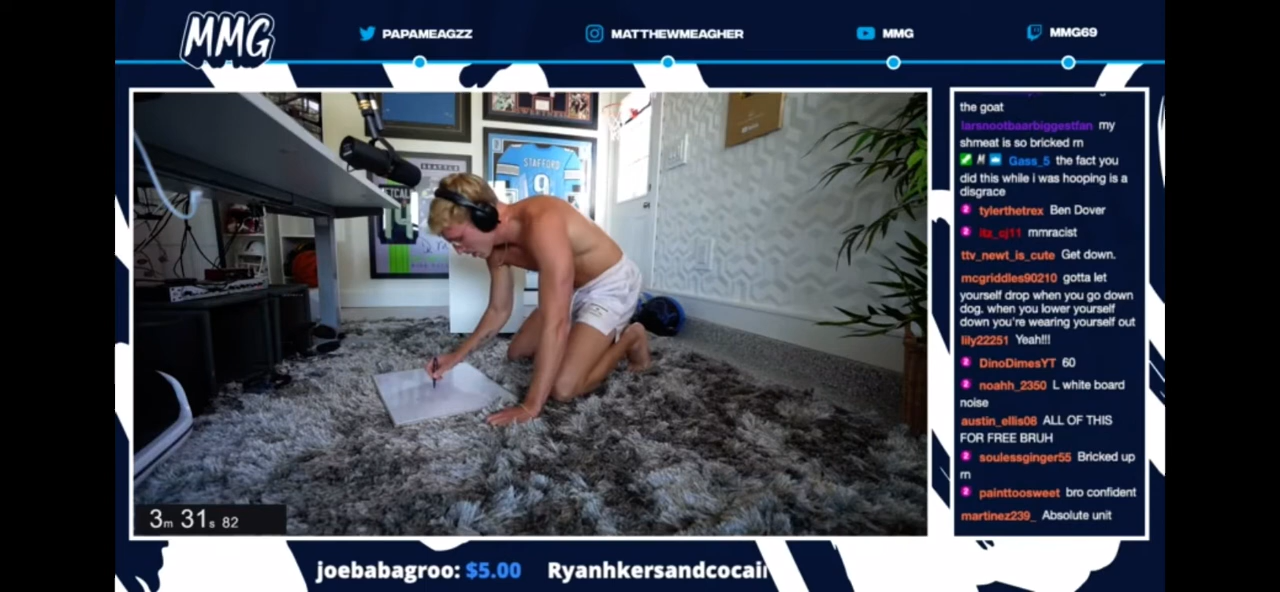 MMG
PAPAMEAGZZ
MATTHEWMEAGHER
MMG
MMG69
STAFFORD
9
14
the goat
larsnootbaarbiggestfan my
shmeat is so bricked rn
Gass_5 the fact you
did this while i was hooping is a
disgrace
tylerthetrex Ben Dover
itz_cj11 mmracist
ttv_newt_is_cute Get down.
mcgriddles90210 gotta let
yourself drop when you go down
dog. when you lower yourself
down you're wearing yourself out
lily22251 Yeah!!!
DinoDimesYT 60
noahh_2350 L white board
noise
austin_ellis08 ALL OF THIS
FOR FREE BRUH
soulessginger55 Bricked up
rn
painttoosweet bro confident
martinez239_ Absolute unit
3m 31s 82
joebabagroo: $5.00 Ryanhkersandcocai